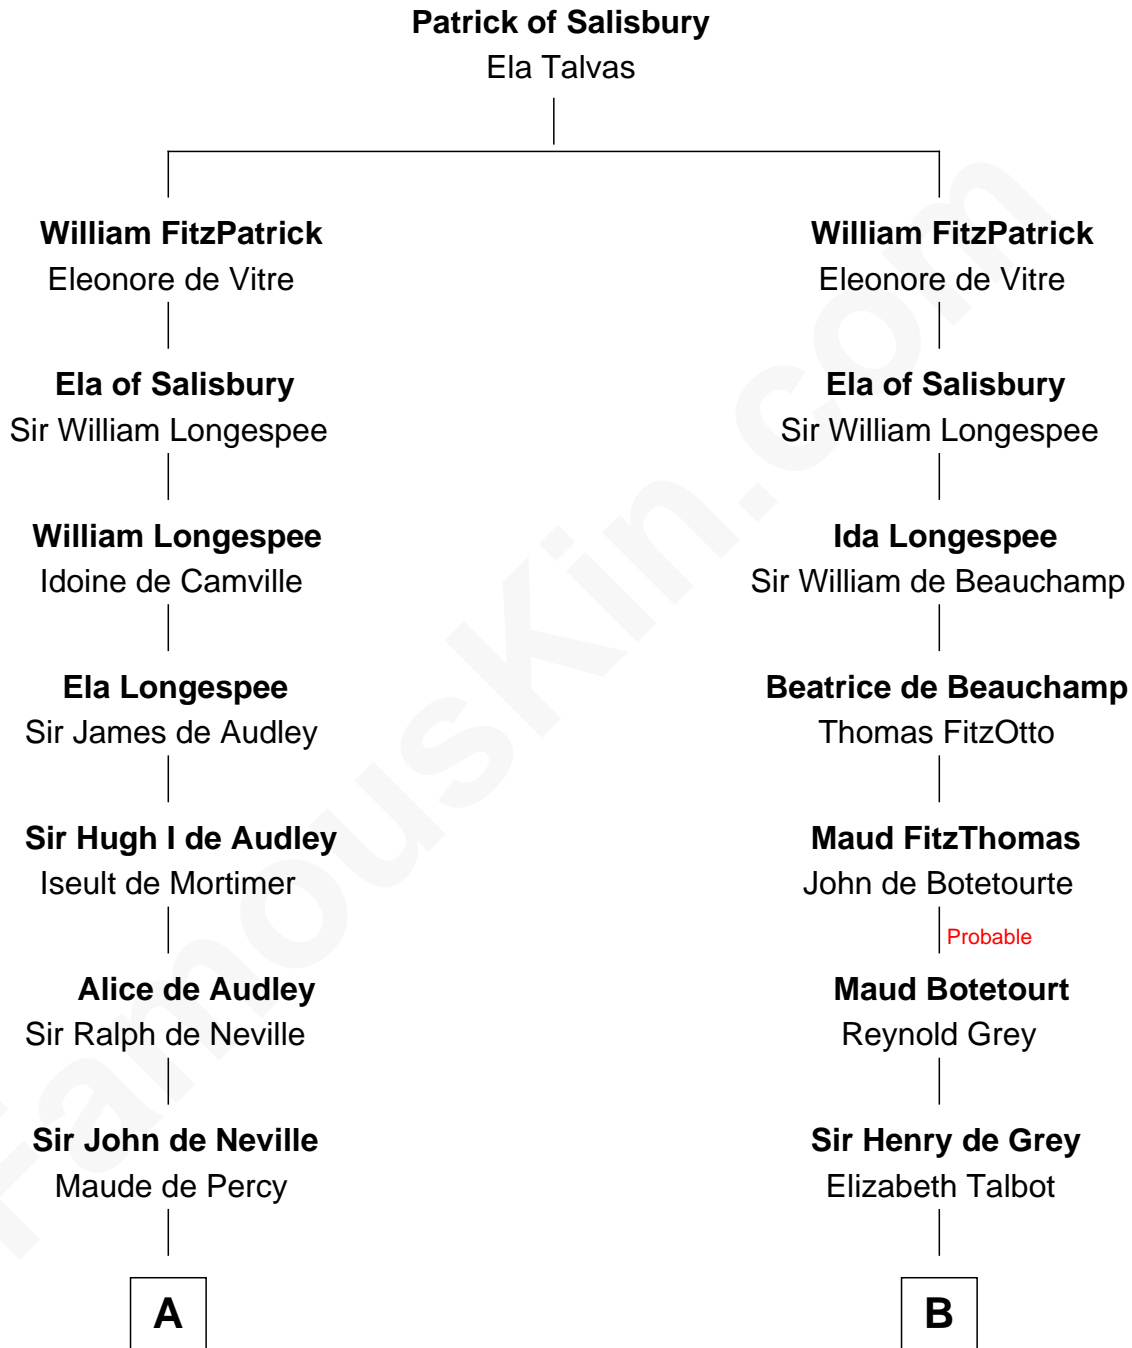 Patrick of Salisbury
Ela Talvas
William FitzPatrick
Eleonore de Vitre
William FitzPatrick
Eleonore de Vitre
Ela of Salisbury
Sir William Longespee
Ela of Salisbury
Sir William Longespee
William Longespee
Idoine de Camville
Ida Longespee
Sir William de Beauchamp
Ela Longespee
Sir James de Audley
Beatrice de Beauchamp
Thomas FitzOtto
Sir Hugh I de Audley
Iseult de Mortimer
Maud FitzThomas
John de Botetourte
Probable
Alice de Audley
Sir Ralph de Neville
Maud Botetourt
Reynold Grey
Sir John de Neville
Maude de Percy
Sir Henry de Grey
Elizabeth Talbot
A
B
FamousKin.com